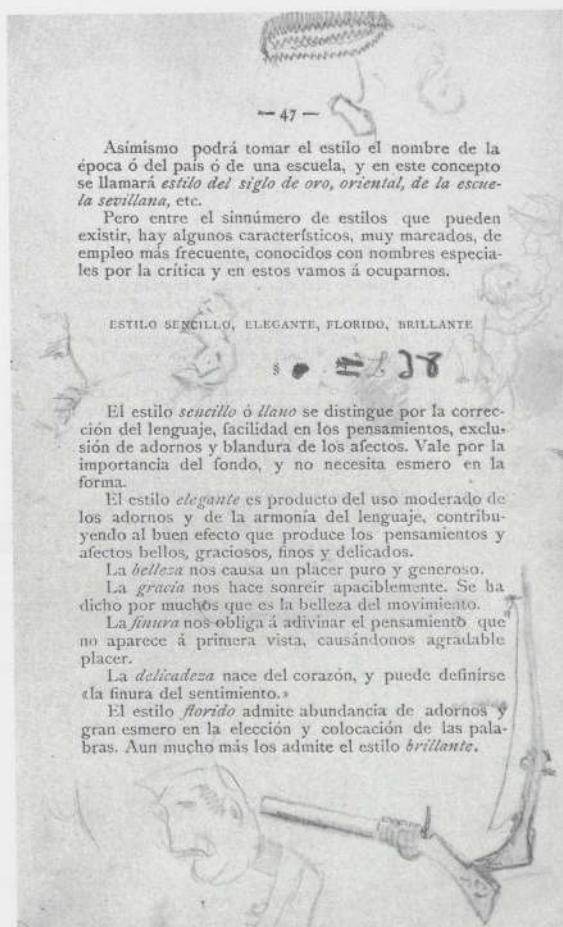 — 47 —
Asímismo podrá tomar el estilo el nombre de la
época ó del país ó de una escuela, y en este concepto
se llamará estilo del siglo de oro, oriental, de la escue-
la sevillana, etc.
Pero entre el sinnúmero de estilos que pueden
existir, hay algunos característicos, muy marcados, de
empleo más frecuente, conocidos con nombres especia-
les por la crítica y en estos vamos á ocuparnos.
ESTILO SENCILLO, ELEGANTE, FLORIDO, BRILLANTE
§
El estilo sencillo ó llano se distingue por la correc-
ción del lenguaje, facilidad en los pensamientos, exclu-
sión de adornos y blandura de los afectos. Vale por la
importancia del fondo, y no necesita esmero en la
forma.
El estilo elegante es producto del uso moderado de
los adornos y de la armonía del lenguaje, contribu-
yendo al buen efecto que produce los pensamientos y
afectos bellos, graciosos, finos y delicados.
La belleza nos causa un placer puro y generoso.
La gracia nos hace sonreir apaciblemente. Se ha
dicho por muchos que es la belleza del movimiento.
La finura nos obliga á adivinar el pensamiento que
no aparece á primera vista, causándonos agradable
placer.
La delicadeza nace del corazón, y puede definirse
«la finura del sentimiento.»
El estilo florido admite abundancia de adornos y
gran esmero en la elección y colocación de las pala-
bras. Aun mucho más los admite el estilo brillante.